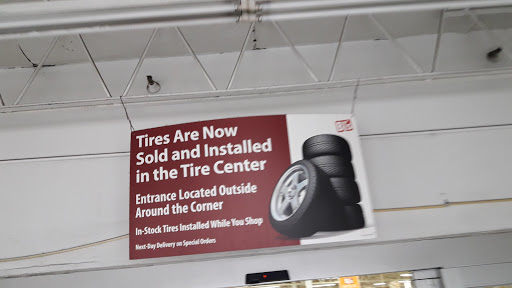 Tires Are Now
Sold and Installed
in the Tire Center
Entrance Located Outside
Around the Corner
In-Stock Tires Installed While You Shop
Next-Day Delivery on Special Orders